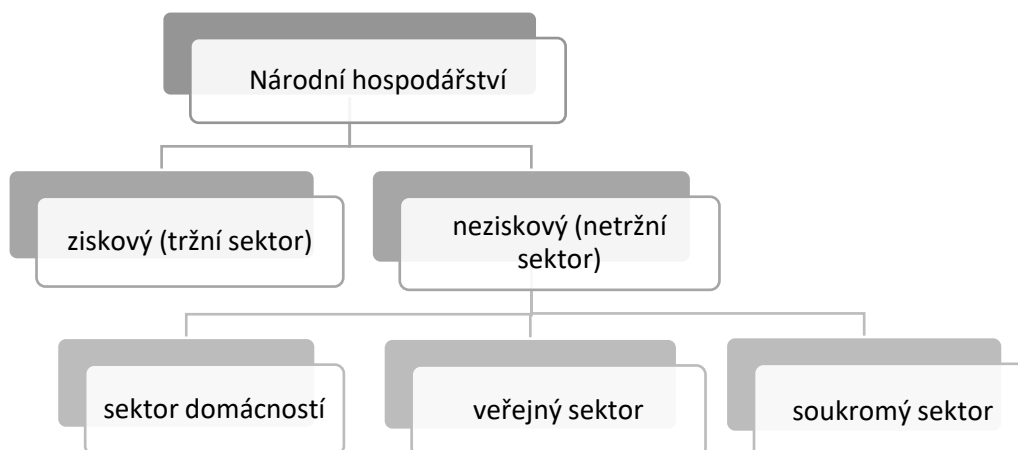 Národní hospodářství
ziskový (tržní sektor)
neziskový (netržní
sektor)
sektor domácností
veřejný sektor
soukromý sektor